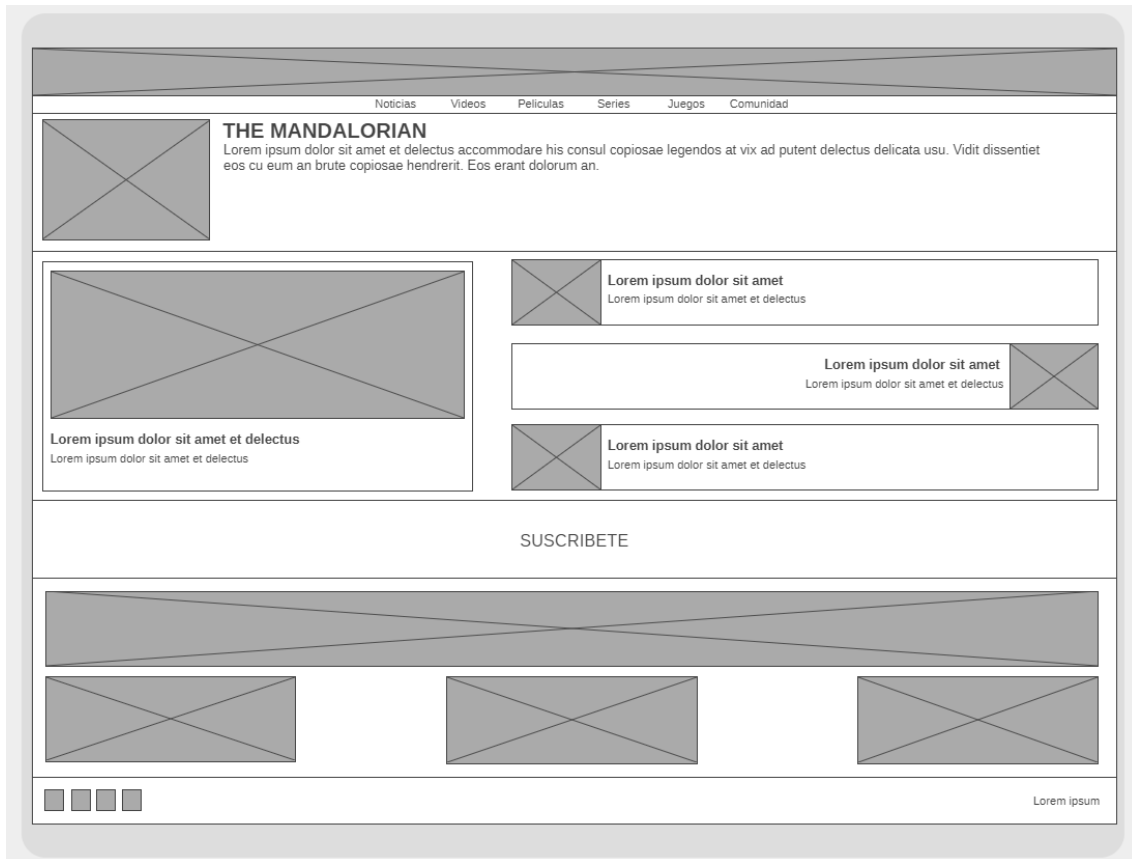 Noticias Videos Peliculas Series Juegos Comunidad
THE MANDALORIAN
Lorem ipsum dolor sit amet et delectus accommodare his consul copiosae legendos at vix ad putent delectus delicata usu. Vidit dissentiet
eos cu eum an brute copiosae hendrerit. Eos erant dolorum an.
Lorem ipsum dolor sit amet et delectus
Lorem ipsum dolor sit amet et delectus
Lorem ipsum dolor sit amet
Lorem ipsum dolor sit amet et delectus
Lorem ipsum dolor sit amet
Lorem ipsum dolor sit amet et delectus
Lorem ipsum dolor sit amet
Lorem ipsum dolor sit amet et delectus
SUSCRIBETE
Lorem ipsum